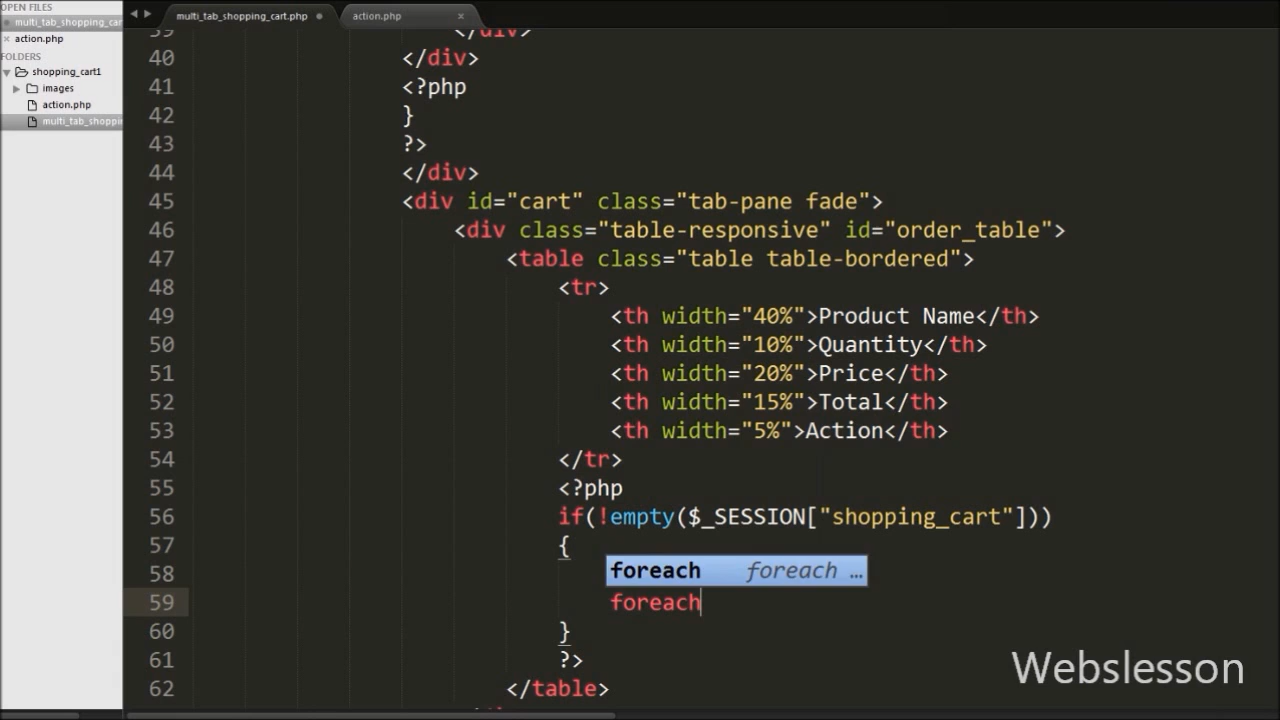 OPEN FILES
multi_tab_shopping_car
action.php
FOLDERS
shopping_cart1
images
action.php
multi_tab_shoppi
multi_tab_shopping_cart.php
action.php
39 </div>
40 </div>
41 <?php
42 }
43 ?>
44 </div>
45 <div id="cart" class="tab-pane fade">
46 <div class="table-responsive" id="order_table">
47 <table class="table table-bordered">
48 <tr>
49 <th width="40%">Product Name</th>
50 <th width="10%">Quantity</th>
51 <th width="20%">Price</th>
52 <th width="15%">Total</th>
53 <th width="5%">Action</th>
54 </tr>
55 <?php
56 if(!empty($_SESSION["shopping_cart"]))
57 {
58 foreach foreach …
59 foreach
60 }
61 ?>
62 </table>
Webslesson